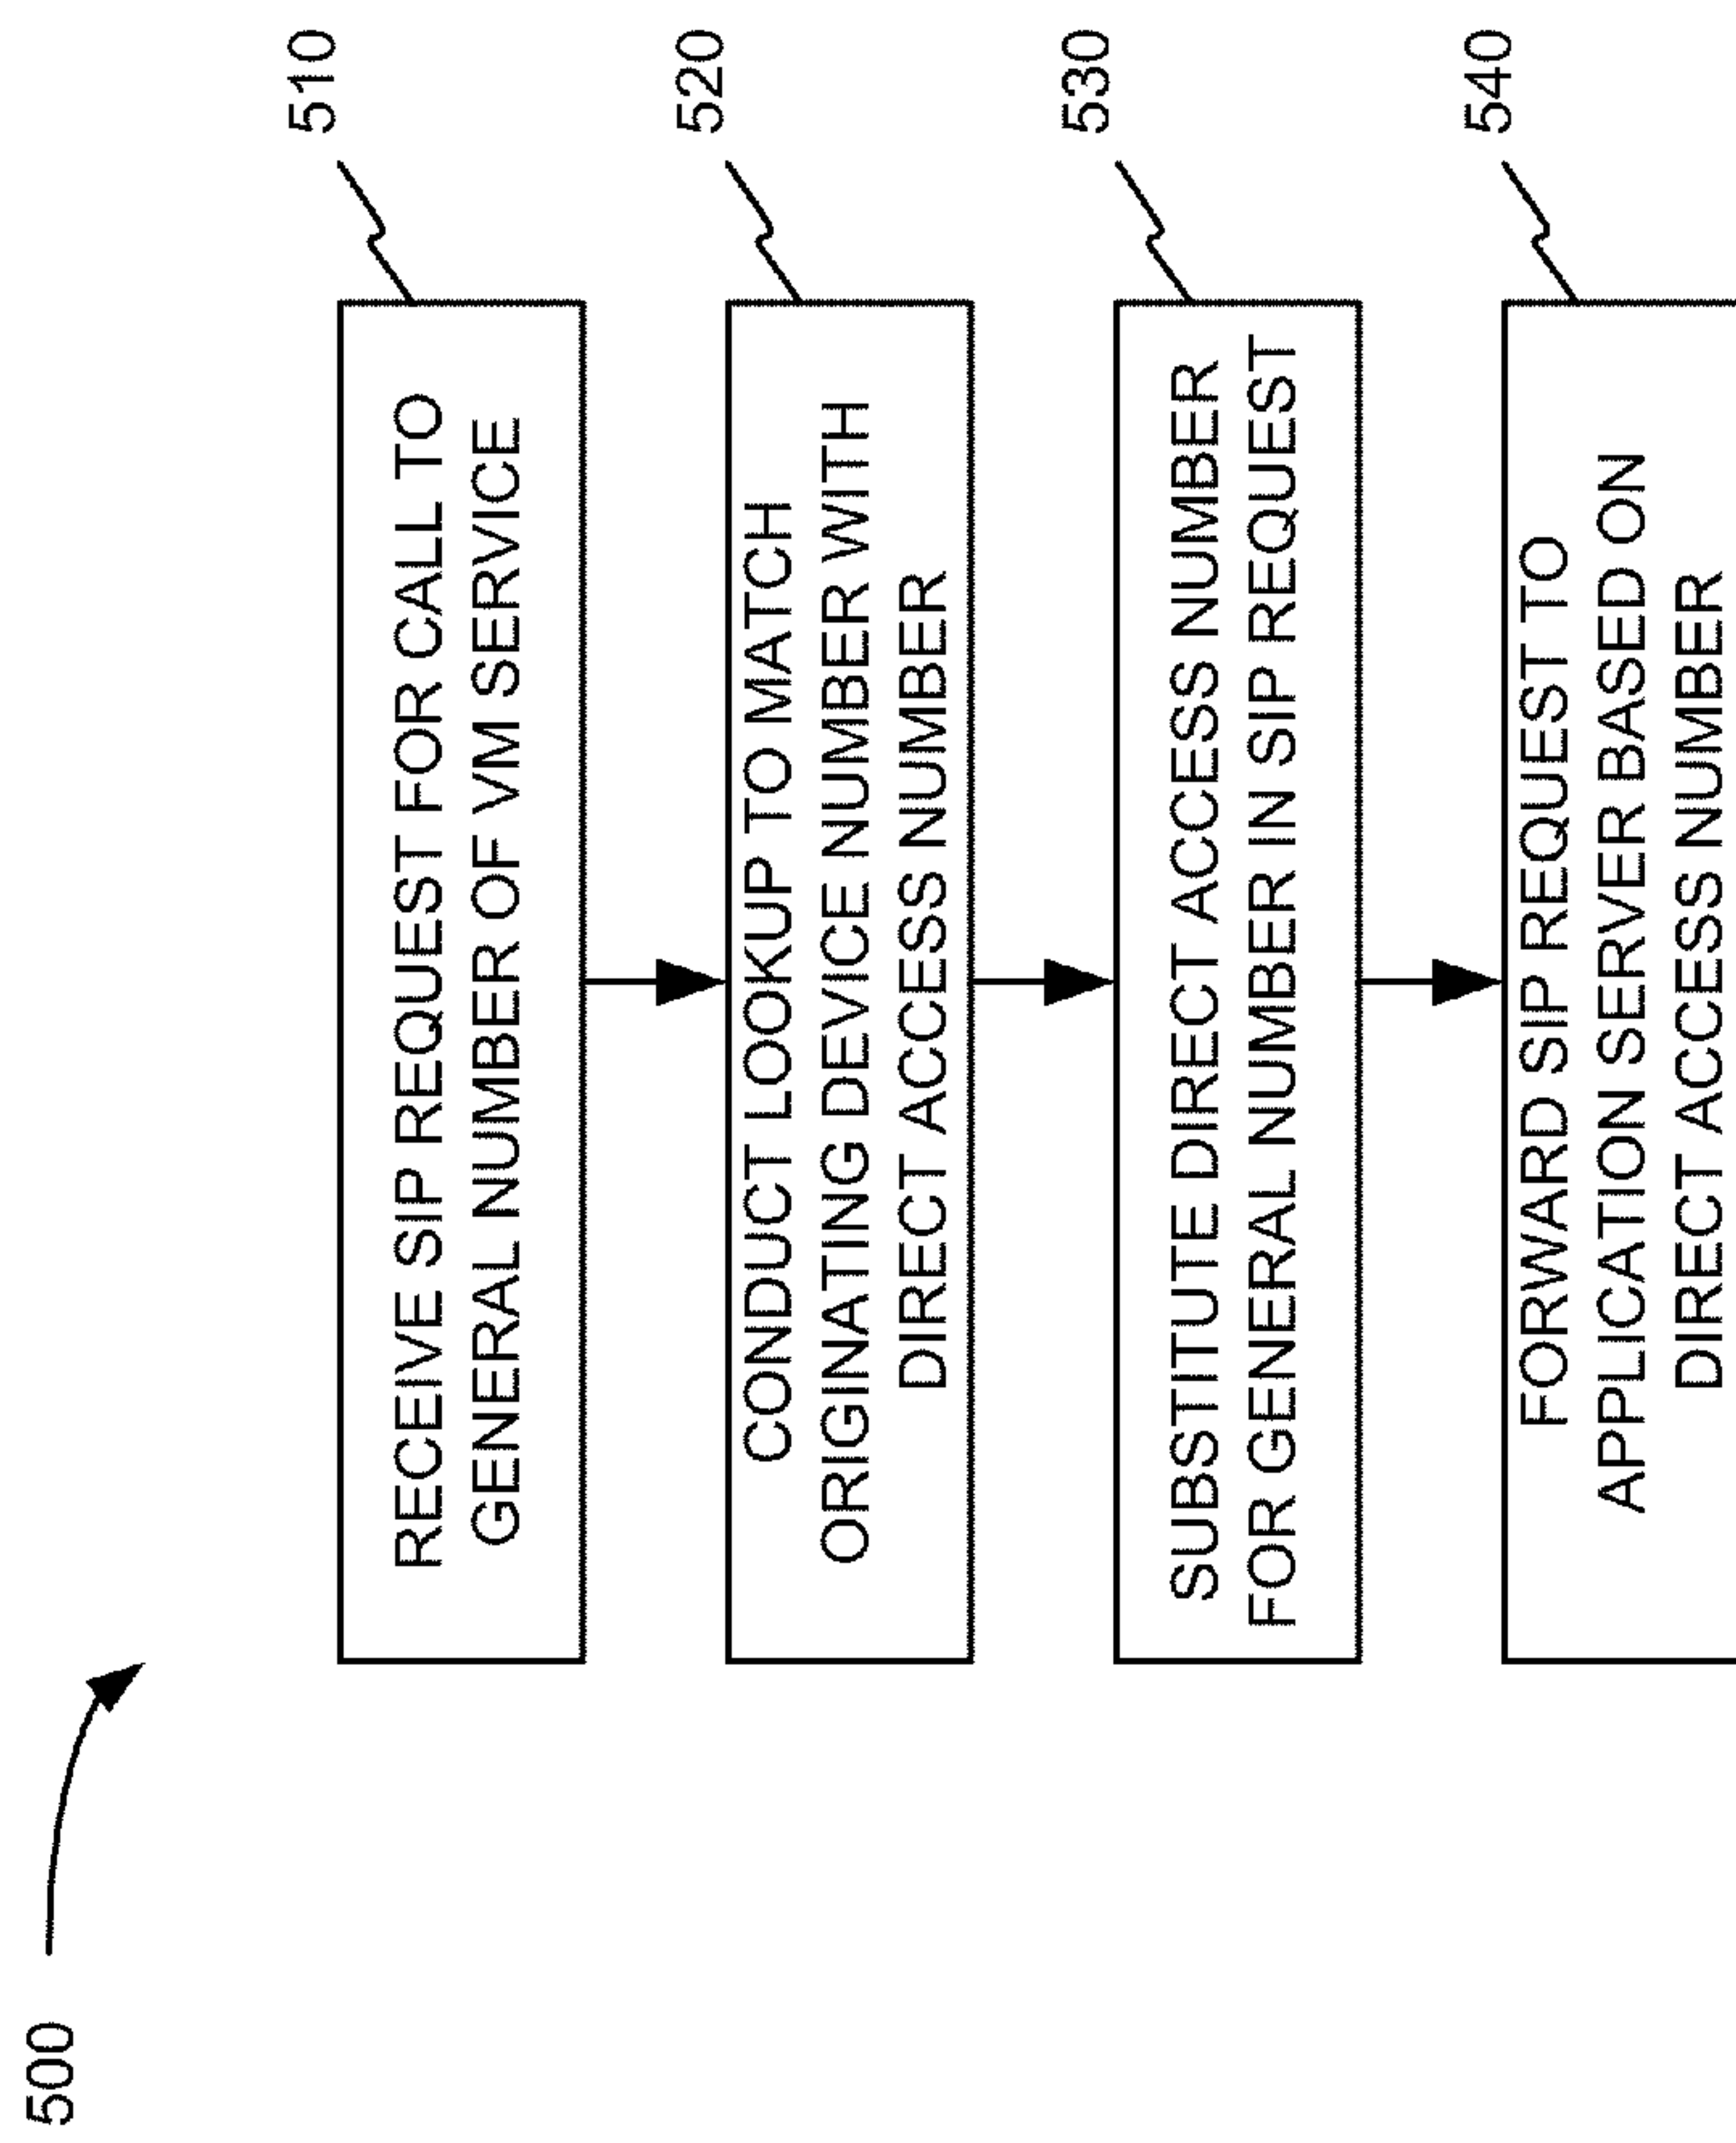 500
510
RECEIVE SIP REQUEST FOR CALL TO
GENERAL NUMBER OF VM SERVICE
520
CONDUCT LOOKUP TO MATCH
ORIGINATING DEVICE NUMBER WITH
DIRECT ACCESS NUMBER
530
SUBSTITUTE DIRECT ACCESS NUMBER
FOR GENERAL NUMBER IN SIP REQUEST
540
FORWARD SIP REQUEST TO
APPLICATION SERVER BASED ON
DIRECT ACCESS NUMBER